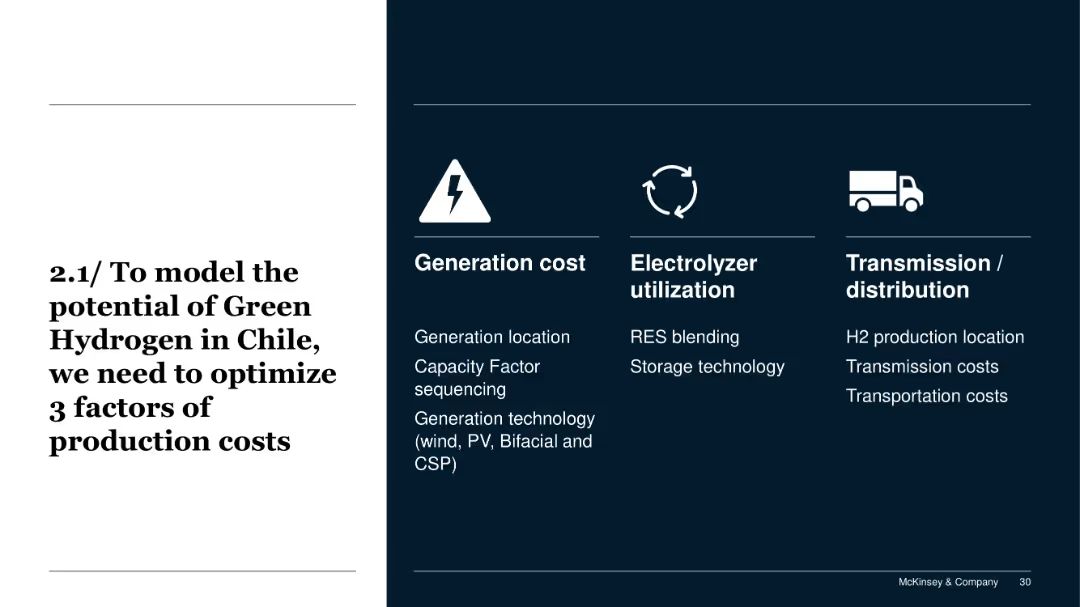 2.1/ To model the
potential of Green
Hydrogen in Chile,
we need to optimize
3 factors of
production costs
Generation cost
Generation location
Capacity Factor
sequencing
Generation technology
(wind, PV, Bifacial and
CSP)
Electrolyzer
utilization
RES blending
Storage technology
Transmission /
distribution
H2 production location
Transmission costs
Transportation costs
McKinsey & Company 30